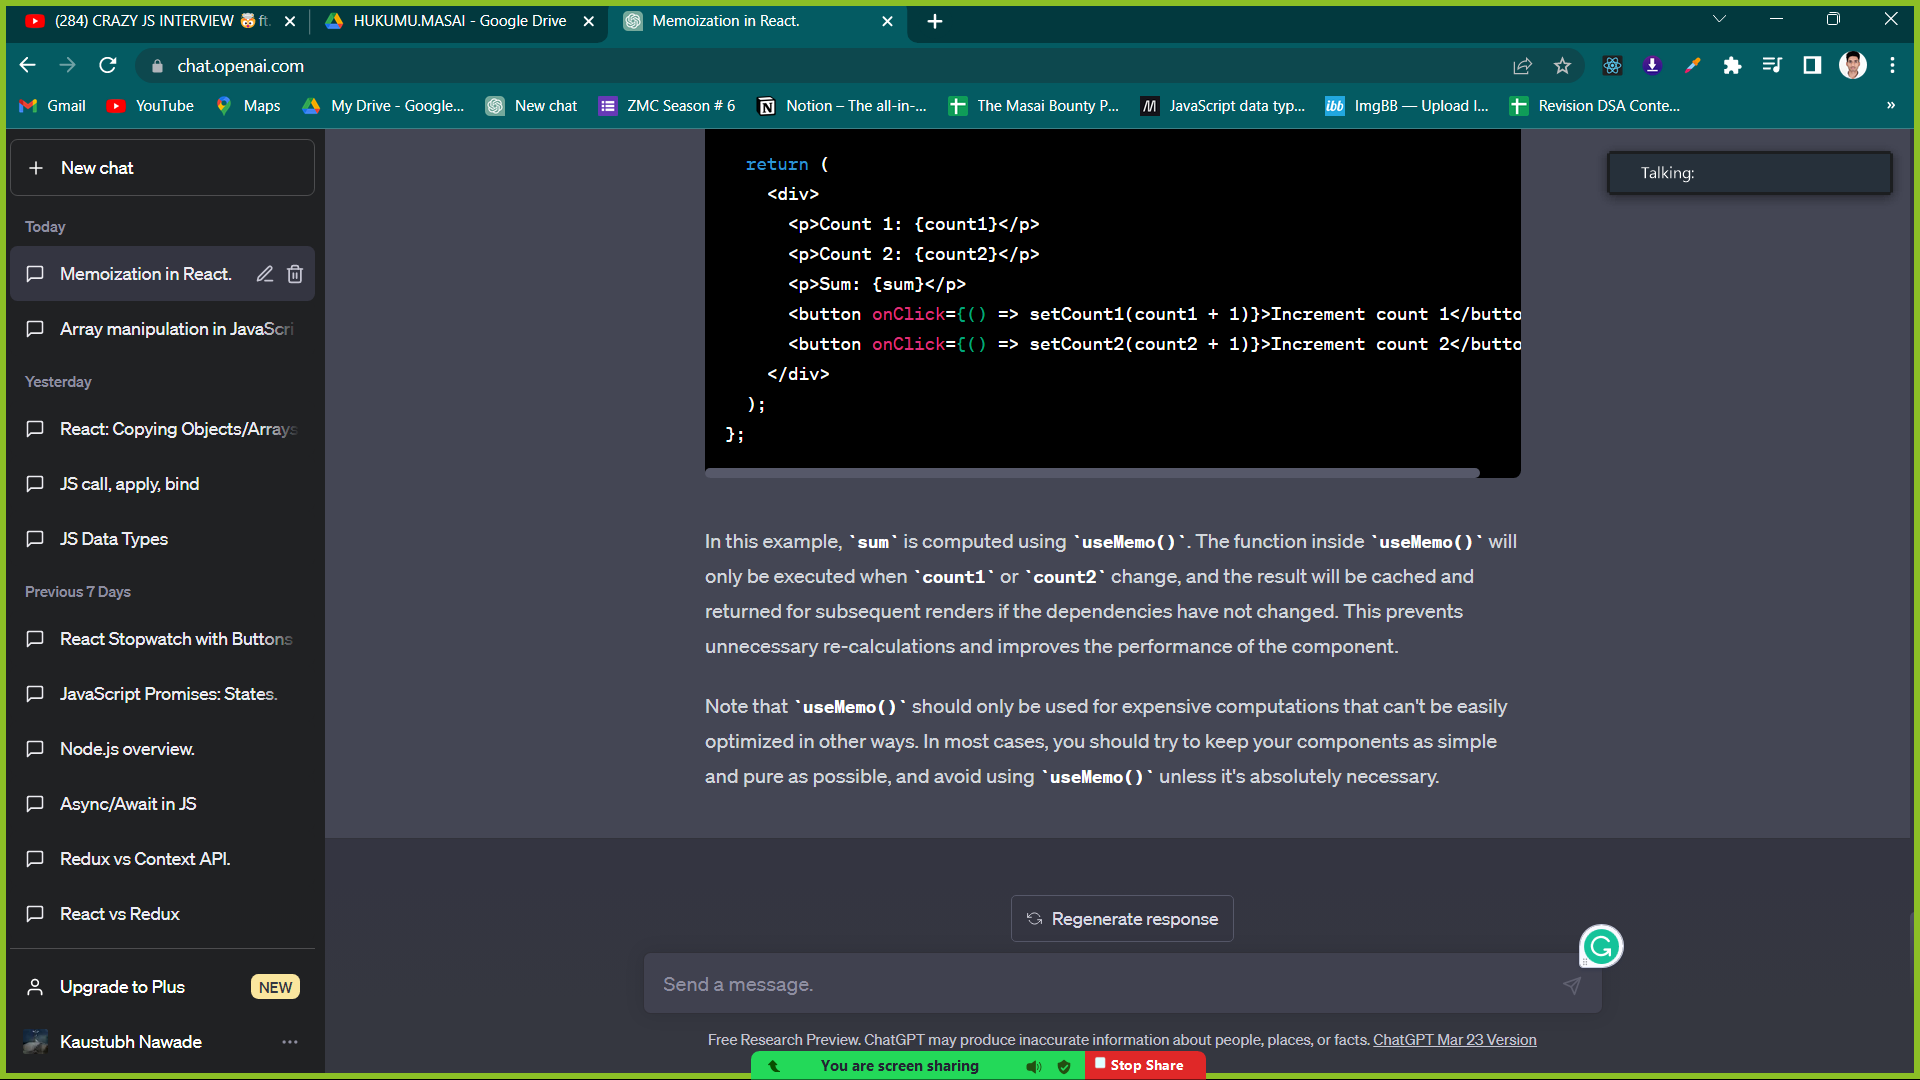 (284) CRAZY JS INTERVIEW 🤯 ft.
HUKUMU.MASAI - Google Drive
Memoization in React.
chat.openai.com
Gmail
YouTube
Maps
My Drive - Google...
New chat
ZMC Season # 6
Notion – The all-in-...
The Masai Bounty P...
JavaScript data typ...
ImgBB — Upload I...
Revision DSA Conte...
»
New chat
Today
Memoization in React.
Array manipulation in JavaScri
Yesterday
React: Copying Objects/Arrays
JS call, apply, bind
JS Data Types
Previous 7 Days
React Stopwatch with Buttons
JavaScript Promises: States.
Node.js overview.
Async/Await in JS
Redux vs Context API.
React vs Redux
Upgrade to Plus
NEW
Kaustubh Nawade
Talking:
return (
<div>
<p>Count 1: {count1}</p>
<p>Count 2: {count2}</p>
<p>Sum: {sum}</p>
<button onClick={() => setCount1(count1 + 1)}>Increment count 1</butto
<button onClick={() => setCount2(count2 + 1)}>Increment count 2</butto
</div>
);
};
In this example, `sum` is computed using `useMemo()`. The function inside `useMemo()` will
only be executed when `count1` or `count2` change, and the result will be cached and
returned for subsequent renders if the dependencies have not changed. This prevents
unnecessary re-calculations and improves the performance of the component.
Note that `useMemo()` should only be used for expensive computations that can't be easily
optimized in other ways. In most cases, you should try to keep your components as simple
and pure as possible, and avoid using `useMemo()` unless it's absolutely necessary.
Regenerate response
Send a message.
Free Research Preview. ChatGPT may produce inaccurate information about people, places, or facts. ChatGPT Mar 23 Version
You are screen sharing
Stop Share